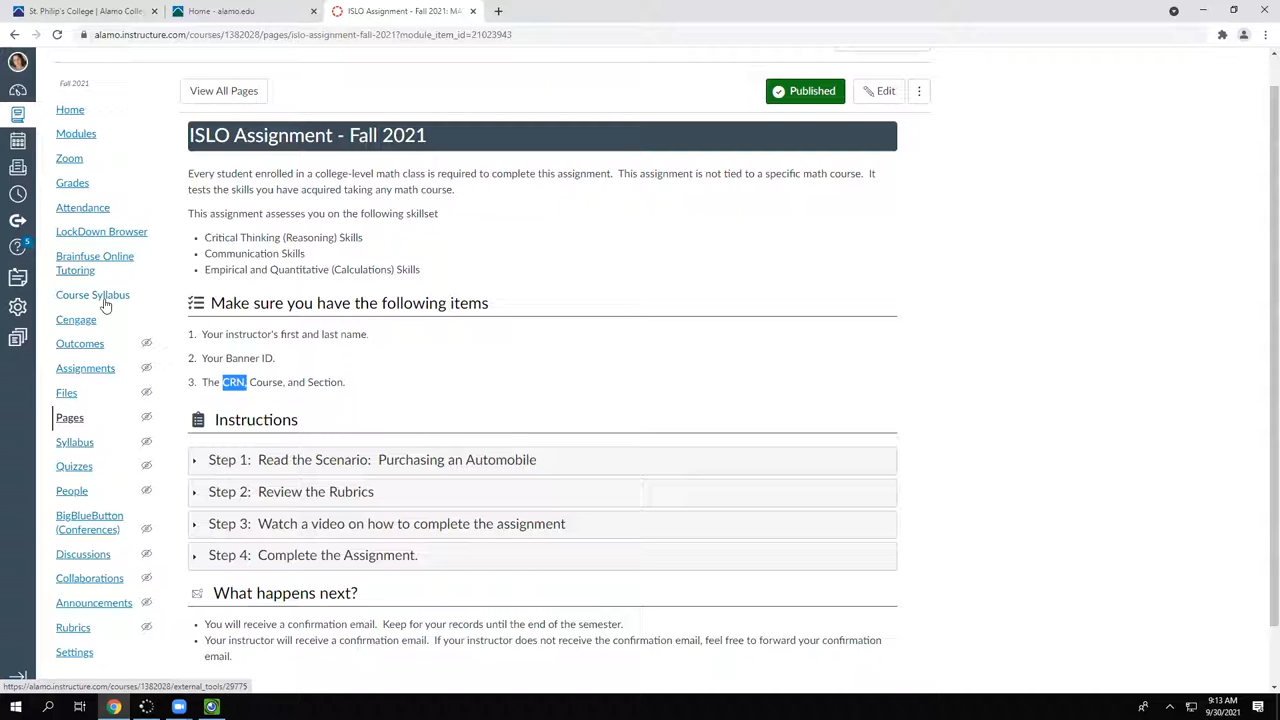 St. Philip's College | Alamo Colle
Home - alamo.edu
ISLO Assignment - Fall 2021: MA
alamo.instructure.com/courses/1382028/pages/islo-assignment-fall-2021?module_item_id=21023943
Fall 2021
View All Pages
Published
Edit
Home
Modules
Zoom
Grades
Attendance
LockDown Browser
Brainfuse Online
Tutoring
Course Syllabus
Cengage
Outcomes
Assignments
Files
Pages
Syllabus
Quizzes
People
BigBlueButton
(Conferences)
Discussions
Collaborations
Announcements
Rubrics
Settings
5
ISLO Assignment - Fall 2021
Every student enrolled in a college-level math class is required to complete this assignment. This assignment is not tied to a specific math course. It
tests the skills you have acquired taking any math course.
This assignment assesses you on the following skillset
• Critical Thinking (Reasoning) Skills
• Communication Skills
• Empirical and Quantitative (Calculations) Skills
Make sure you have the following items
1. Your instructor's first and last name.
2. Your Banner ID.
3. The CRN, Course, and Section.
Instructions
Step 1: Read the Scenario: Purchasing an Automobile
Step 2: Review the Rubrics
Step 3: Watch a video on how to complete the assignment
Step 4: Complete the Assignment.
What happens next?
• You will receive a confirmation email. Keep for your records until the end of the semester.
• Your instructor will receive a confirmation email. If your instructor does not receive the confirmation email, feel free to forward your confirmation
email.
https://alamo.instructure.com/courses/1382028/external_tools/29775
9:13 AM
9/30/2021